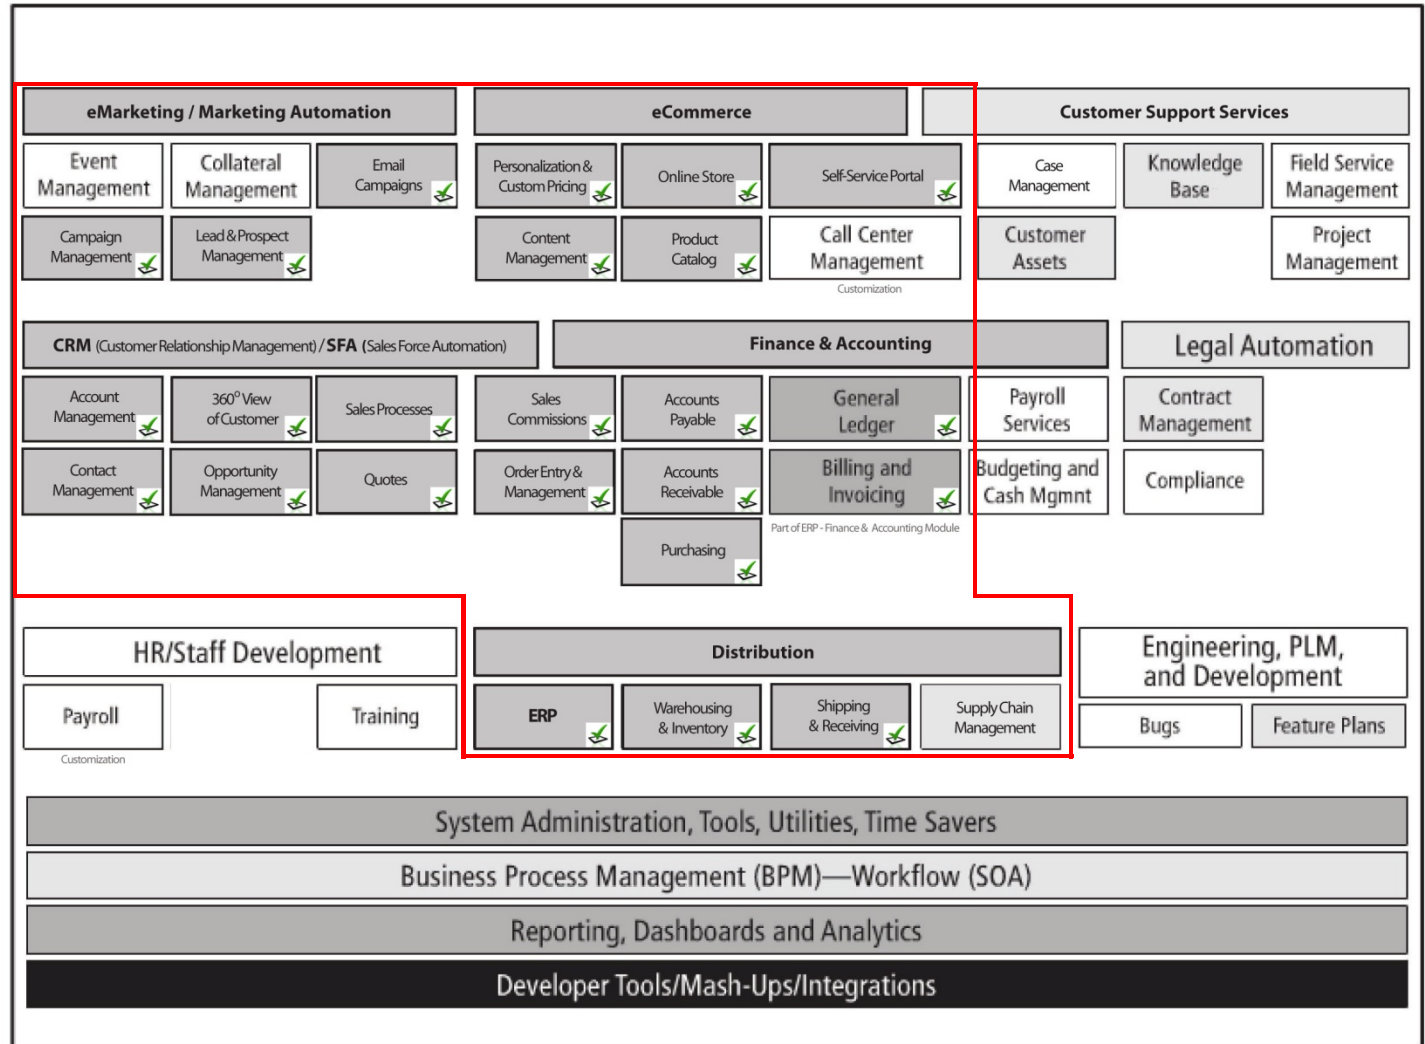 eMarketing / Marketing Automation
eCommerce
Customer Support Services
Event
Management
Collateral
Management
Email
Campaigns
Personalization &
Custom Pricing
Online Store
Self-Service Portal
Case
Management
Knowledge
Base
Field Service
Management
Campaign
Management
Lead & Prospect
Management
Content
Management
Product
Catalog
Call Center
Management
Customization
Customer
Assets
Project
Management
CRM (Customer Relationship Management) / SFA (Sales Force Automation)
Finance & Accounting
Legal Automation
Account
Management
360° View
of Customer
Sales Processes
Sales
Commissions
Accounts
Payable
General
Ledger
Payroll
Services
Contract
Management
Contact
Management
Opportunity
Management
Quotes
Order Entry &
Management
Accounts
Receivable
Billing and
Invoicing
Budgeting and
Cash Mgmnt
Compliance
Part of ERP - Finance & Accounting Module
Purchasing
HR/Staff Development
Distribution
Engineering, PLM,
and Development
Payroll
Customization
Training
ERP
Warehousing
& Inventory
Shipping
& Receiving
Supply Chain
Management
Bugs
Feature Plans
System Administration, Tools, Utilities, Time Savers
Business Process Management (BPM)—Workflow (SOA)
Reporting, Dashboards and Analytics
Developer Tools/Mash-Ups/Integrations